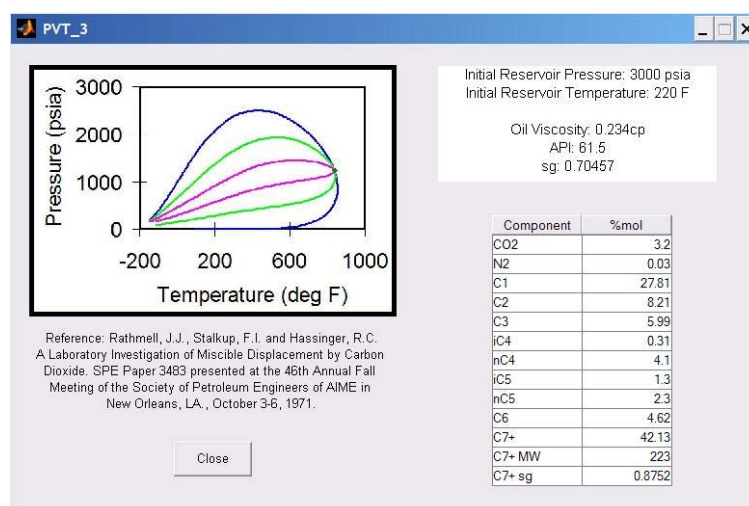 PVT_3
Pressure (psia)
3000
2000
1000
0
-200 200 600 1000
Temperature (deg F)
Reference: Rathmell, J.J., Stalkup, F.I. and Hassinger, R.C.
A Laboratory Investigation of Miscible Displacement by Carbon
Dioxide. SPE Paper 3483 presented at the 46th Annual Fall
Meeting of the Society of Petroleum Engineers of AIME in
New Orleans, LA., October 3-6, 1971.
Close
Initial Reservoir Pressure: 3000 psia
Initial Reservoir Temperature: 220 F
Oil Viscosity: 0.234cp
API: 61.5
sg: 0.70457
Component %mol
CO2 3.2
N2 0.03
C1 27.81
C2 8.21
C3 5.99
iC4 0.31
nC4 4.1
iC5 1.3
nC5 2.3
C6 4.62
C7+ 42.13
C7+ MW 223
C7+ sg 0.8752